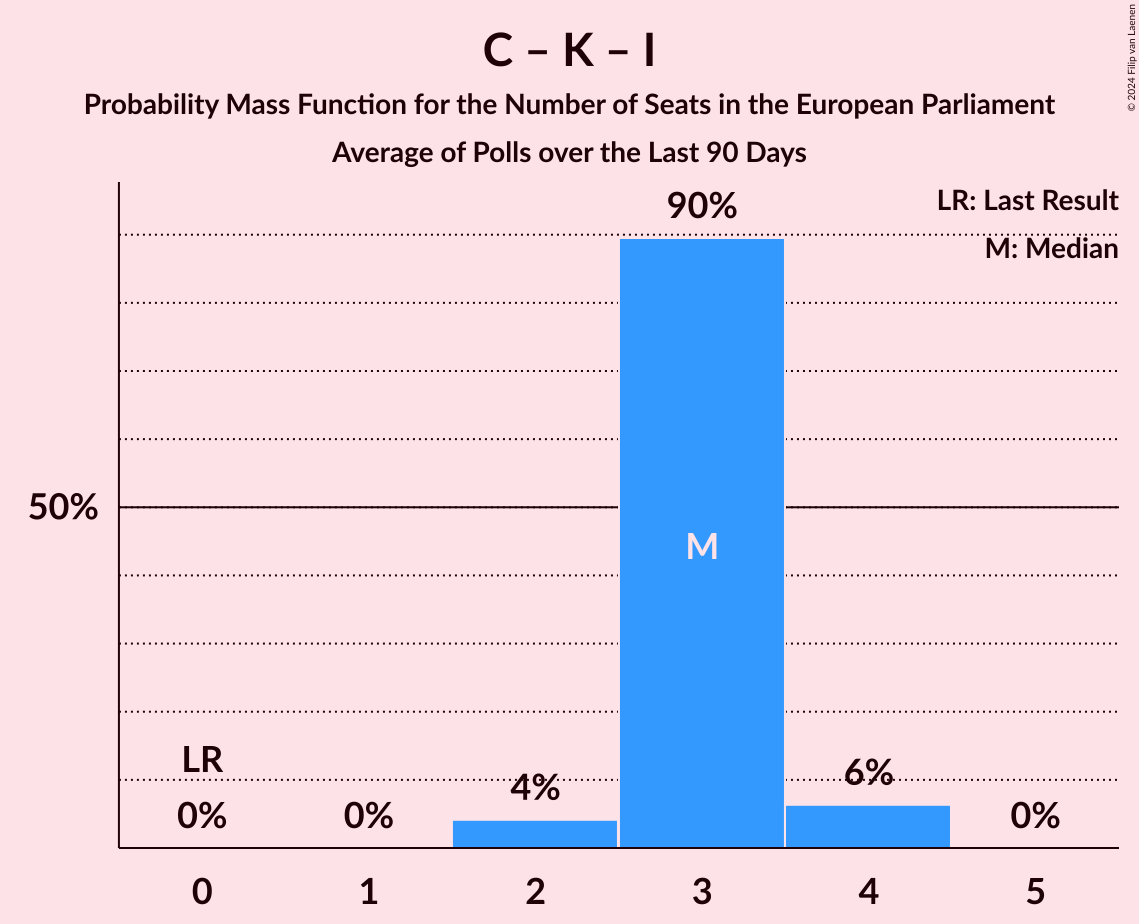 C – K – I
Probability Mass Function for the Number of Seats in the European Parliament
Average of Polls over the Last 90 Days
© 2024 Filip van Laenen
LR: Last Result
M: Median
90%
50%
M
LR
0%
0%
4%
6%
0%
0
1
2
3
4
5